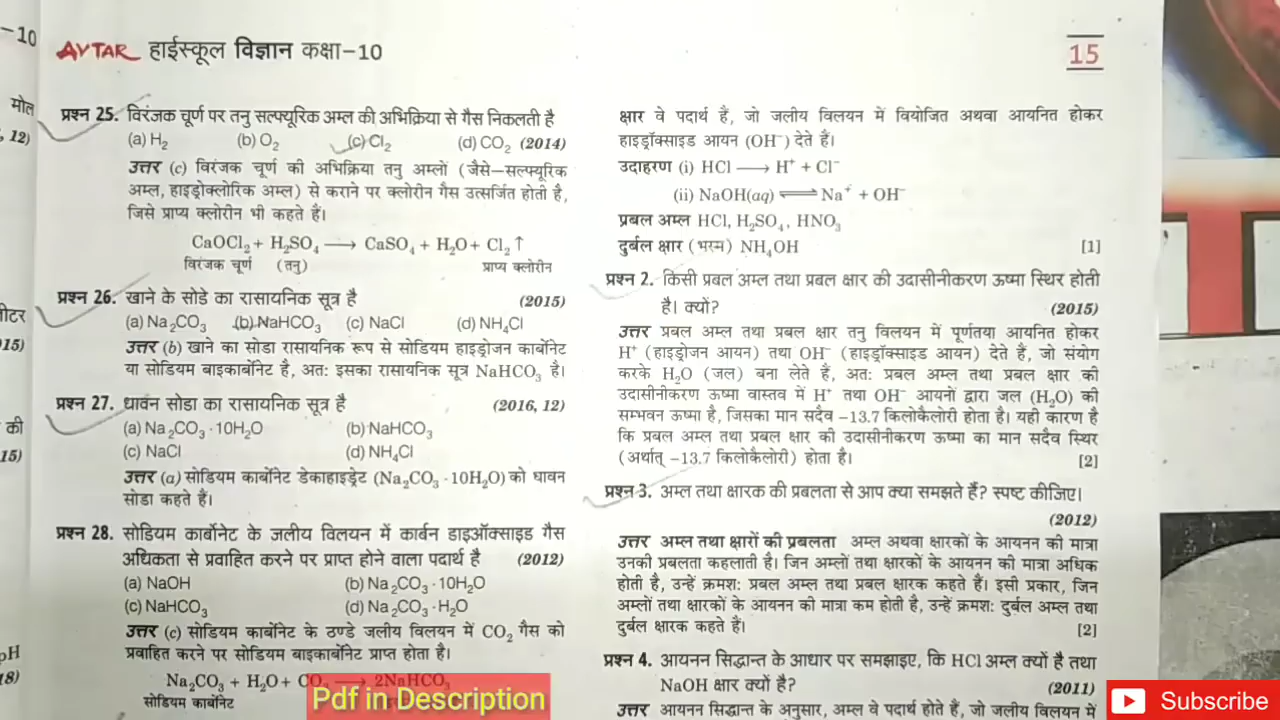 -10
मोल
, 12)
ीटर
15)
की
15)
pH
18)
AVTAR हाईस्कूल विज्ञान कक्षा-10
15
प्रश्न 25. विरंजक चूर्ण पर तनु सल्फ्यूरिक अम्ल की अभिक्रिया से गैस निकलती है
(a) H₂ (b) O₂ (c) Cl₂ (d) CO₂ (2014)
उत्तर (c) विरंजक चूर्ण की अभिक्रिया तनु अम्लों (जैसे-सल्फ्यूरिक
अम्ल, हाइड्रोक्लोरिक अम्ल) से कराने पर क्लोरीन गैस उत्सर्जित होती है,
जिसे प्राप्य क्लोरीन भी कहते हैं।
CaOCl₂ + H₂SO₄ ⟶ CaSO₄ + H₂O + Cl₂ ↑
विरंजक चूर्ण (तनु) प्राप्य क्लोरीन
प्रश्न 26. खाने के सोडे का रासायनिक सूत्र है (2015)
(a) Na₂CO₃ (b) NaHCO₃ (c) NaCl (d) NH₄Cl
उत्तर (b) खाने का सोडा रासायनिक रूप से सोडियम हाइड्रोजन कार्बोनेट
या सोडियम बाइकार्बोनेट है, अत: इसका रासायनिक सूत्र NaHCO₃ है।
प्रश्न 27. धावन सोडा का रासायनिक सूत्र है (2016, 12)
(a) Na₂CO₃ · 10H₂O (b) NaHCO₃
(c) NaCl (d) NH₄Cl
उत्तर (a) सोडियम कार्बोनेट डेकाहाइड्रेट (Na₂CO₃ · 10H₂O) को धावन
सोडा कहते हैं।
प्रश्न 28. सोडियम कार्बोनेट के जलीय विलयन में कार्बन डाइऑक्साइड गैस
अधिकता से प्रवाहित करने पर प्राप्त होने वाला पदार्थ है (2012)
(a) NaOH (b) Na₂CO₃ · 10H₂O
(c) NaHCO₃ (d) Na₂CO₃ · H₂O
उत्तर (c) सोडियम कार्बोनेट के ठण्डे जलीय विलयन में CO₂ गैस को
प्रवाहित करने पर सोडियम बाइकार्बोनेट प्राप्त होता है।
Na₂CO₃ + H₂O + CO₂ ⟶ 2NaHCO₃
सोडियम कार्बोनेट
क्षार वे पदार्थ हैं, जो जलीय विलयन में वियोजित अथवा आयनित होकर
हाइड्रॉक्साइड आयन (OH⁻) देते हैं।
उदाहरण (i) HCl ⟶ H⁺ + Cl⁻
(ii) NaOH(aq) ⇌ Na⁺ + OH⁻
प्रबल अम्ल HCl, H₂SO₄, HNO₃
दुर्बल क्षार (भस्म) NH₄OH [1]
प्रश्न 2. किसी प्रबल अम्ल तथा प्रबल क्षार की उदासीनीकरण ऊष्मा स्थिर होती
है। क्यों? (2015)
उत्तर प्रबल अम्ल तथा प्रबल क्षार तनु विलयन में पूर्णतया आयनित होकर
H⁺ (हाइड्रोजन आयन) तथा OH⁻ (हाइड्रॉक्साइड आयन) देते हैं, जो संयोग
करके H₂O (जल) बना लेते हैं, अत: प्रबल अम्ल तथा प्रबल क्षार की
उदासीनीकरण ऊष्मा वास्तव में H⁺ तथा OH⁻ आयनों द्वारा जल (H₂O) की
सम्भवन ऊष्मा है, जिसका मान सदैव -13.7 किलोकैलोरी होता है। यही कारण है
कि प्रबल अम्ल तथा प्रबल क्षार की उदासीनीकरण ऊष्मा का मान सदैव स्थिर
(अर्थात् -13.7 किलोकैलोरी) होता है। [2]
प्रश्न 3. अम्ल तथा क्षारक की प्रबलता से आप क्या समझते हैं? स्पष्ट कीजिए।
(2012)
उत्तर अम्ल तथा क्षारों की प्रबलता अम्ल अथवा क्षारकों के आयनन की मात्रा
उनकी प्रबलता कहलाती है। जिन अम्लों तथा क्षारकों के आयनन की मात्रा अधिक
होती है, उन्हें क्रमश: प्रबल अम्ल तथा प्रबल क्षारक कहते हैं। इसी प्रकार, जिन
अम्लों तथा क्षारकों के आयनन की मात्रा कम होती है, उन्हें क्रमश: दुर्बल अम्ल तथा
दुर्बल क्षारक कहते हैं। [2]
प्रश्न 4. आयनन सिद्धान्त के आधार पर समझाइए, कि HCl अम्ल क्यों है तथा
NaOH क्षार क्यों है? (2011)
उत्तर आयनन सिद्धान्त के अनुसार, अम्ल वे पदार्थ होते हैं, जो जलीय विलयन में
Pdf in Description
Subscribe